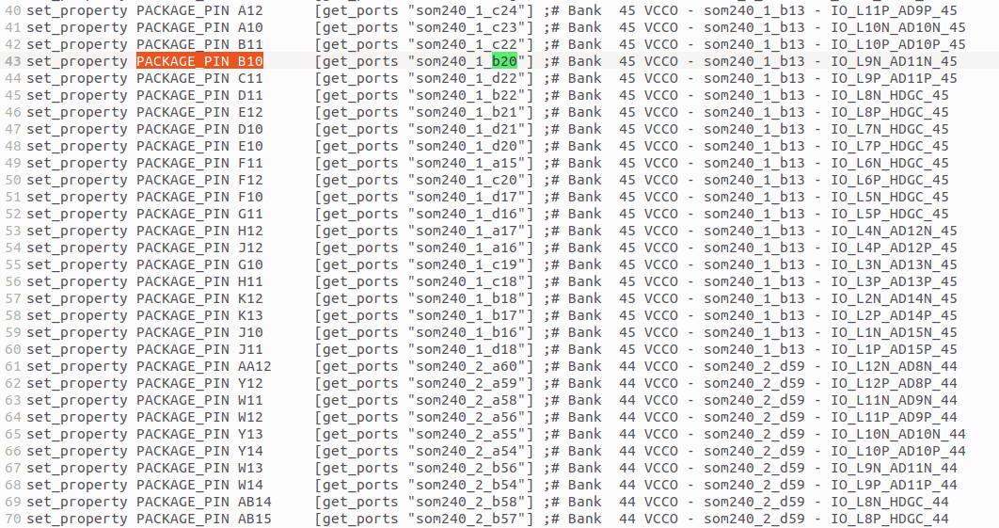 40 set_property PACKAGE_PIN A12 [get_ports "som240_1_c24"] ;# Bank 45 VCCO - som240_1_b13 - IO_L11P_AD9P_45
41 set_property PACKAGE_PIN A10 [get_ports "som240_1_c23"] ;# Bank 45 VCCO - som240_1_b13 - IO_L10N_AD10N_45
42 set_property PACKAGE_PIN B11 [get_ports "som240_1_c22"] ;# Bank 45 VCCO - som240_1_b13 - IO_L10P_AD10P_45
43 set_property PACKAGE_PIN B10 [get_ports "som240_1_b20"] ;# Bank 45 VCCO - som240_1_b13 - IO_L9N_AD11N_45
44 set_property PACKAGE_PIN C11 [get_ports "som240_1_d22"] ;# Bank 45 VCCO - som240_1_b13 - IO_L9P_AD11P_45
45 set_property PACKAGE_PIN D11 [get_ports "som240_1_b22"] ;# Bank 45 VCCO - som240_1_b13 - IO_L8N_HDGC_45
46 set_property PACKAGE_PIN E12 [get_ports "som240_1_b21"] ;# Bank 45 VCCO - som240_1_b13 - IO_L8P_HDGC_45
47 set_property PACKAGE_PIN D10 [get_ports "som240_1_d21"] ;# Bank 45 VCCO - som240_1_b13 - IO_L7N_HDGC_45
48 set_property PACKAGE_PIN E10 [get_ports "som240_1_d20"] ;# Bank 45 VCCO - som240_1_b13 - IO_L7P_HDGC_45
49 set_property PACKAGE_PIN F11 [get_ports "som240_1_a15"] ;# Bank 45 VCCO - som240_1_b13 - IO_L6N_HDGC_45
50 set_property PACKAGE_PIN F12 [get_ports "som240_1_c20"] ;# Bank 45 VCCO - som240_1_b13 - IO_L6P_HDGC_45
51 set_property PACKAGE_PIN F10 [get_ports "som240_1_d17"] ;# Bank 45 VCCO - som240_1_b13 - IO_L5N_HDGC_45
52 set_property PACKAGE_PIN G11 [get_ports "som240_1_d16"] ;# Bank 45 VCCO - som240_1_b13 - IO_L5P_HDGC_45
53 set_property PACKAGE_PIN H12 [get_ports "som240_1_a17"] ;# Bank 45 VCCO - som240_1_b13 - IO_L4N_AD12N_45
54 set_property PACKAGE_PIN J12 [get_ports "som240_1_a16"] ;# Bank 45 VCCO - som240_1_b13 - IO_L4P_AD12P_45
55 set_property PACKAGE_PIN G10 [get_ports "som240_1_c19"] ;# Bank 45 VCCO - som240_1_b13 - IO_L3N_AD13N_45
56 set_property PACKAGE_PIN H11 [get_ports "som240_1_c18"] ;# Bank 45 VCCO - som240_1_b13 - IO_L3P_AD13P_45
57 set_property PACKAGE_PIN K12 [get_ports "som240_1_b18"] ;# Bank 45 VCCO - som240_1_b13 - IO_L2N_AD14N_45
58 set_property PACKAGE_PIN K13 [get_ports "som240_1_b17"] ;# Bank 45 VCCO - som240_1_b13 - IO_L2P_AD14P_45
59 set_property PACKAGE_PIN J10 [get_ports "som240_1_b16"] ;# Bank 45 VCCO - som240_1_b13 - IO_L1N_AD15N_45
60 set_property PACKAGE_PIN J11 [get_ports "som240_1_d18"] ;# Bank 45 VCCO - som240_1_b13 - IO_L1P_AD15P_45
61 set_property PACKAGE_PIN AA12 [get_ports "som240_2_a60"] ;# Bank 44 VCCO - som240_2_d59 - IO_L12N_AD8N_44
62 set_property PACKAGE_PIN Y12 [get_ports "som240_2_a59"] ;# Bank 44 VCCO - som240_2_d59 - IO_L12P_AD8P_44
63 set_property PACKAGE_PIN W11 [get_ports "som240_2_a58"] ;# Bank 44 VCCO - som240_2_d59 - IO_L11N_AD9N_44
64 set_property PACKAGE_PIN W12 [get_ports "som240_2_a56"] ;# Bank 44 VCCO - som240_2_d59 - IO_L11P_AD9P_44
65 set_property PACKAGE_PIN Y13 [get_ports "som240_2_a55"] ;# Bank 44 VCCO - som240_2_d59 - IO_L10N_AD10N_44
66 set_property PACKAGE_PIN Y14 [get_ports "som240_2_a54"] ;# Bank 44 VCCO - som240_2_d59 - IO_L10P_AD10P_44
67 set_property PACKAGE_PIN W13 [get_ports "som240_2_b56"] ;# Bank 44 VCCO - som240_2_d59 - IO_L9N_AD11N_44
68 set_property PACKAGE_PIN W14 [get_ports "som240_2_b54"] ;# Bank 44 VCCO - som240_2_d59 - IO_L9P_AD11P_44
69 set_property PACKAGE_PIN AB14 [get_ports "som240_2_b58"] ;# Bank 44 VCCO - som240_2_d59 - IO_L8N_HDGC_44
70 set_property PACKAGE_PIN AB15 [get_ports "som240_2_b57"] ;# Bank 44 VCCO - som240_2_d59 - IO_L8P_HDGC_44